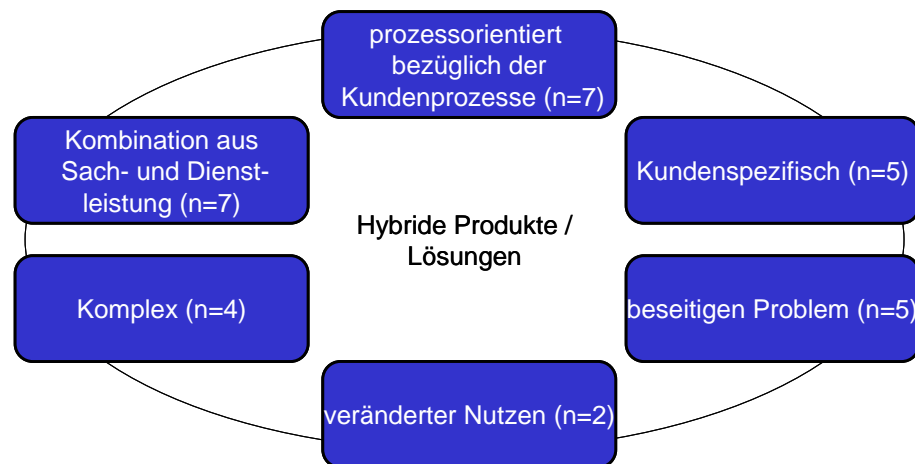 prozessorientiert
bezüglich der
Kundenprozesse (n=7)
Kombination aus
Sach- und Dienst-
leistung (n=7)
Kundenspezifisch (n=5)
Hybride Produkte /
Lösungen
Komplex (n=4)
beseitigen Problem (n=5)
veränderter Nutzen (n=2)